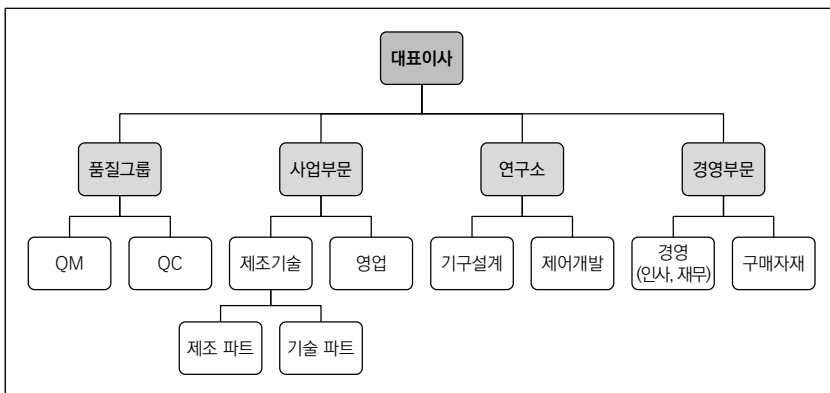 대표이사
품질그룹
사업부문
연구소
경영부문
QM
QC
제조기술
영업
기구설계
제어개발
경영
(인사, 재무)
구매자재
제조 파트
기술 파트